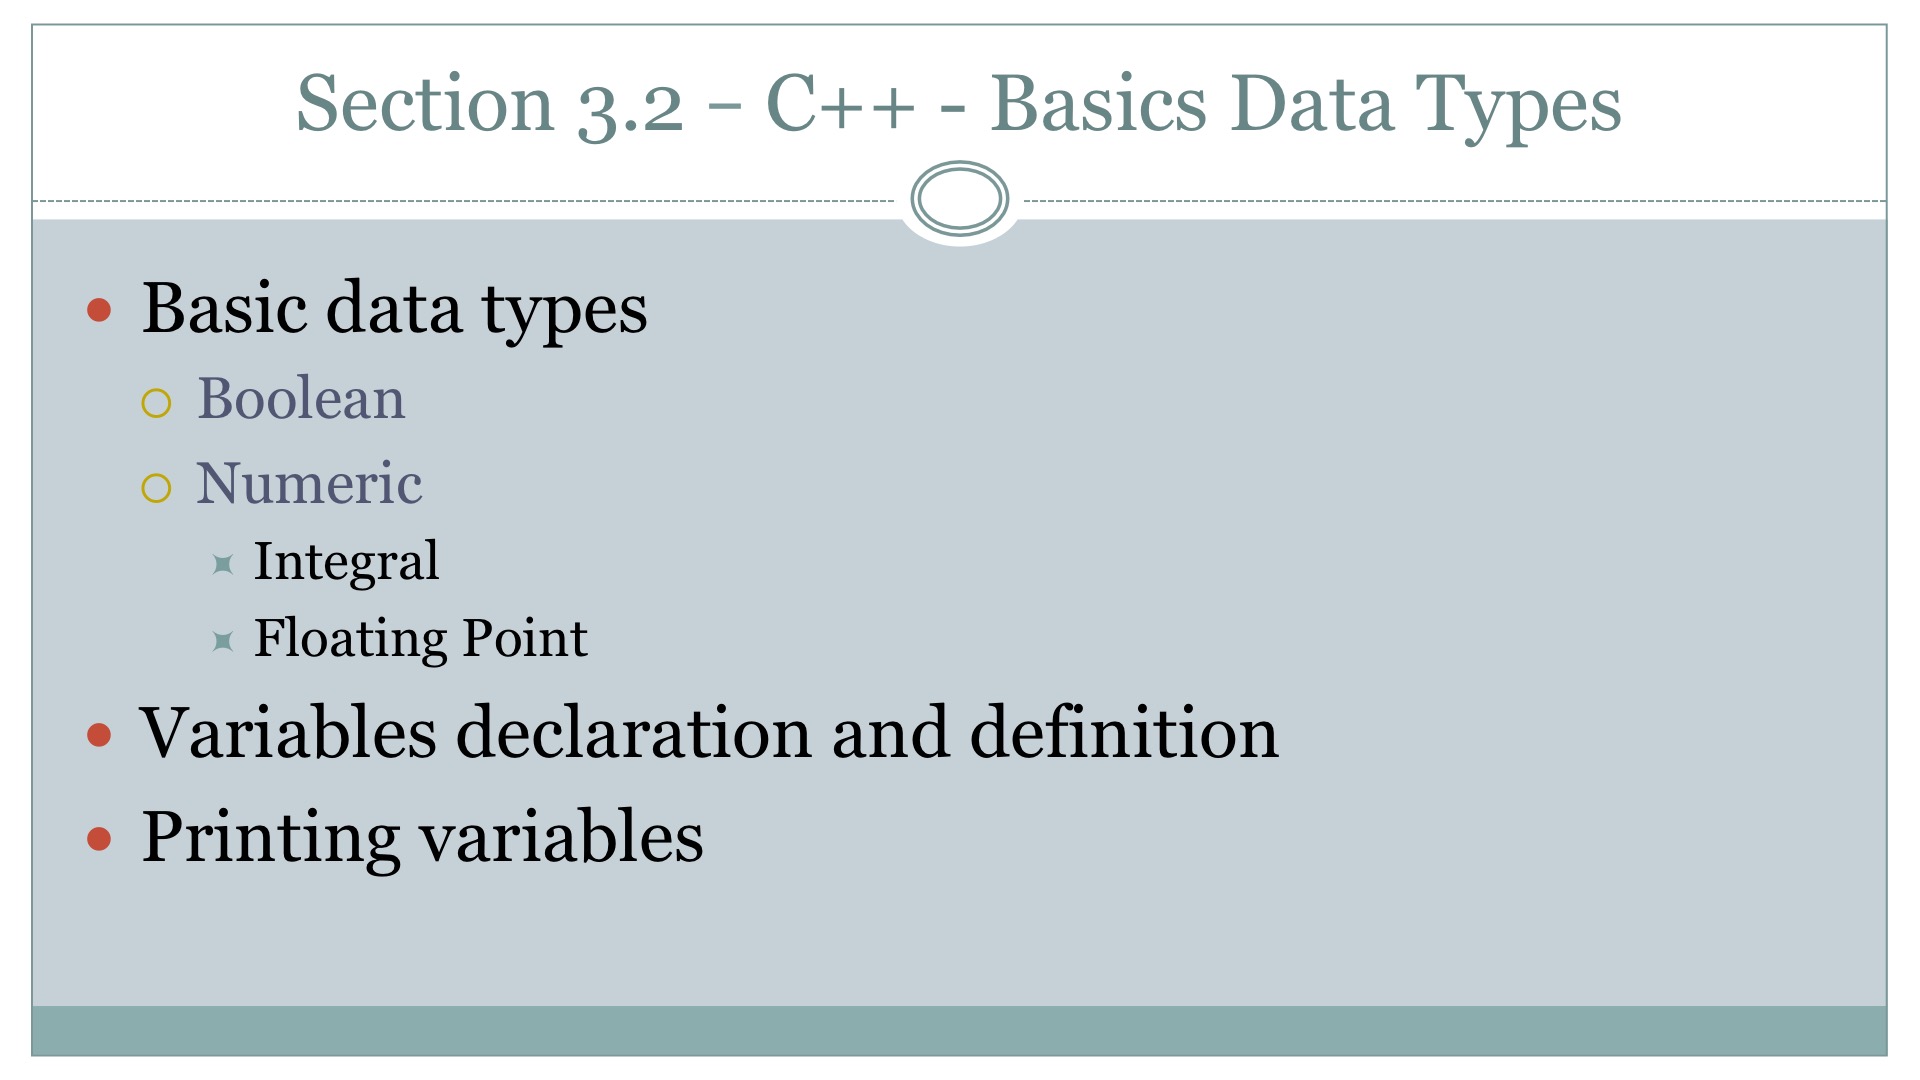 Section 3.2 – C++ - Basics Data Types
Basic data types
Boolean
Numeric
Integral
Floating Point
Variables declaration and definition
Printing variables